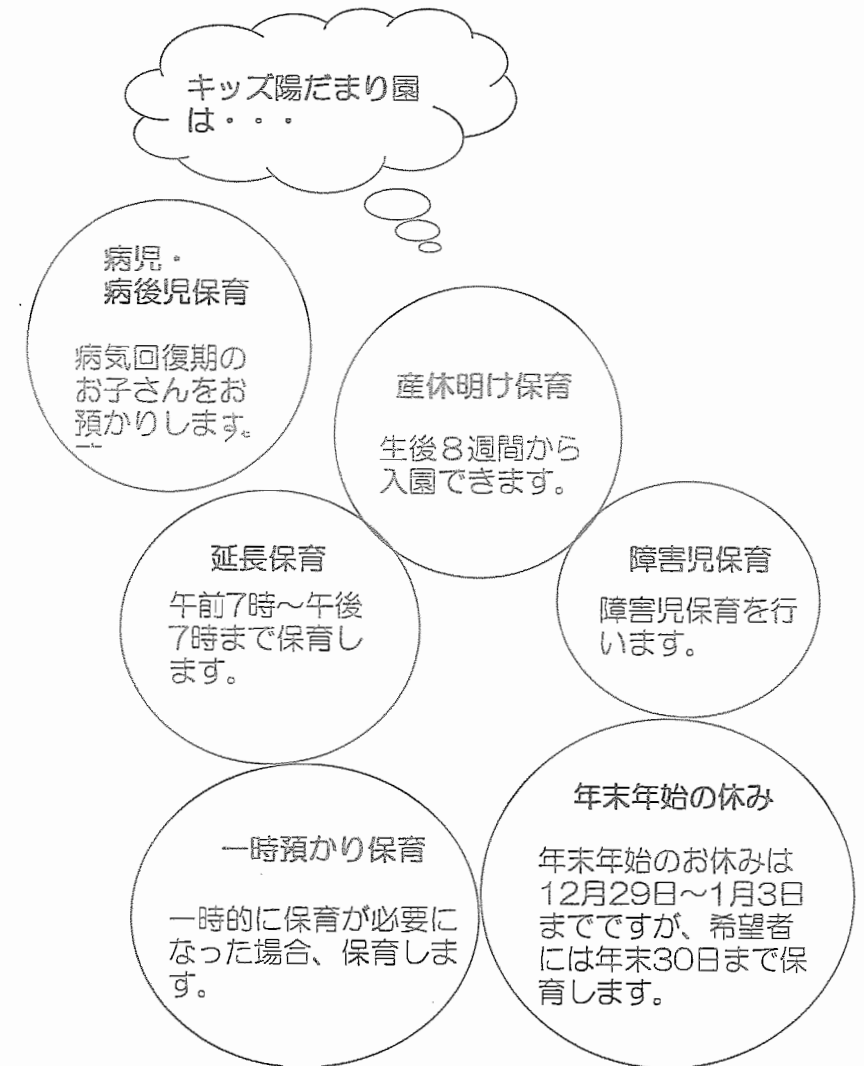 キッズ陽だまり園
は・・・
病児・
病後児保育
病気回復期の
お子さんをお
預かりします。
産休明け保育
生後８週間から
入園できます。
延長保育
午前7時～午後
7時まで保育し
ます。
障害児保育
障害児保育を行
います。
一時預かり保育
一時的に保育が必要に
なった場合、保育しま
す。
年末年始の休み
年末年始のお休みは
12月29日～1月3日
までですが、希望者
には年末30日まで保
育します。